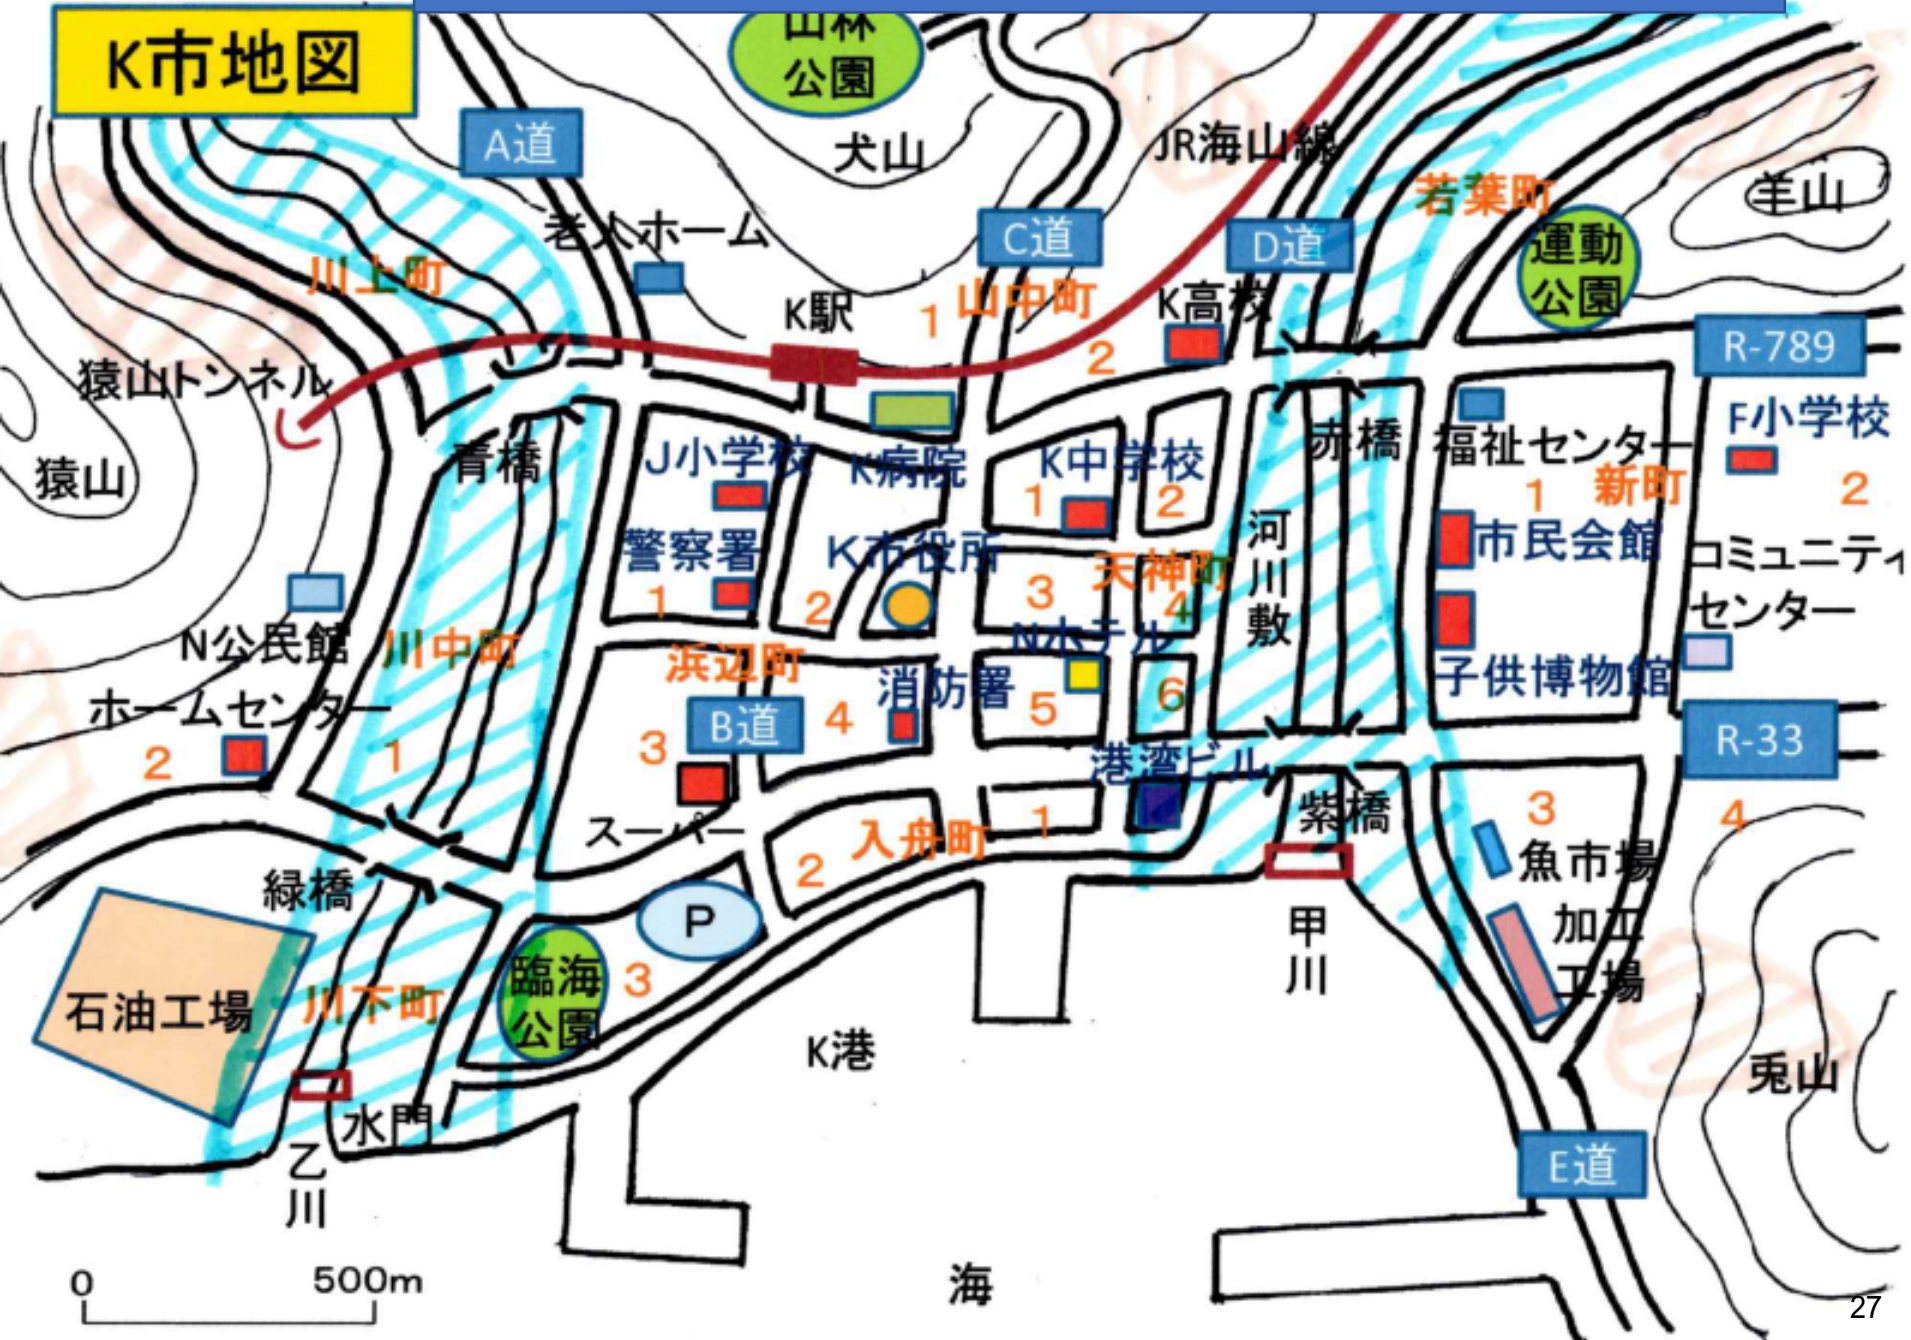 K市地図
山林
公園
A道
犬山
JR海山線
若葉町
羊山
老人ホーム
C道
D道
運動
公園
川上町
K駅
1
山中町
K高校
2
R-789
猿山トンネル
青橋
J小学校
K病院
K中学校
1
2
赤橋
福祉センター
F小学校
新町
1
2
猿山
警察署
1
K市役所
2
3
天神町
4
河
川
敷
市民会館
コミュニティ
センター
N公民館
川中町
浜辺町
Nホテル
子供博物館
ホームセンター
2
1
3
B道
4
消防署
5
6
R-33
港湾ビル
スーパー
入舟町
1
2
紫橋
3
魚市場
4
緑橋
P
加工
工場
甲
川
石油工場
川下町
臨海
公園
3
K港
兎山
水門
乙
川
E道
0
500m
海
27